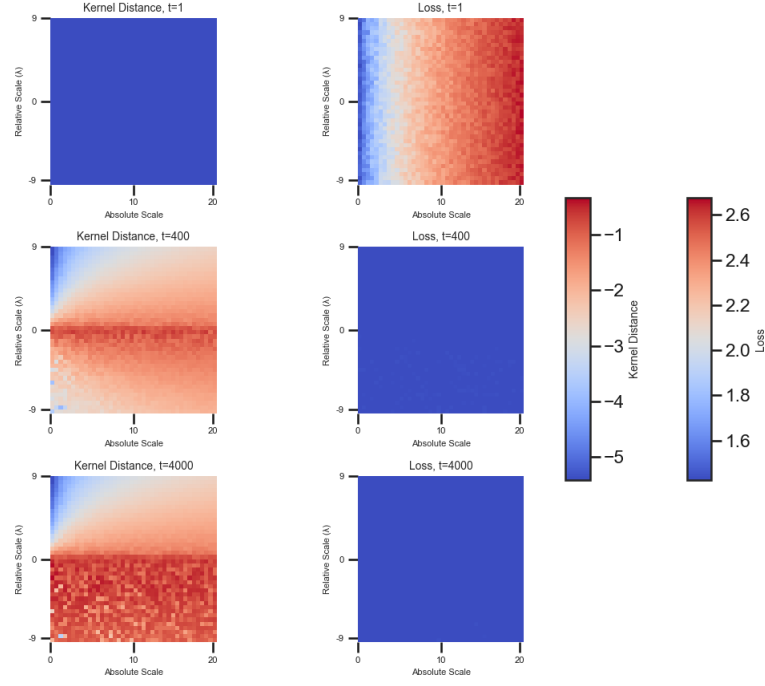 Kernel Distance, t=1
9
0
-9
Relative Scale (λ)
0
10
20
Absolute Scale
Loss, t=1
9
0
-9
Relative Scale (λ)
0
10
20
Absolute Scale
Kernel Distance, t=400
9
0
-9
Relative Scale (λ)
0
10
20
Absolute Scale
Loss, t=400
9
0
-9
Relative Scale (λ)
0
10
20
Absolute Scale
Kernel Distance, t=4000
9
0
-9
Relative Scale (λ)
0
10
20
Absolute Scale
Loss, t=4000
9
0
-9
Relative Scale (λ)
0
10
20
Absolute Scale
−1
−2
−3
−4
−5
Kernel Distance
2.6
2.4
2.2
2.0
1.8
1.6
Loss